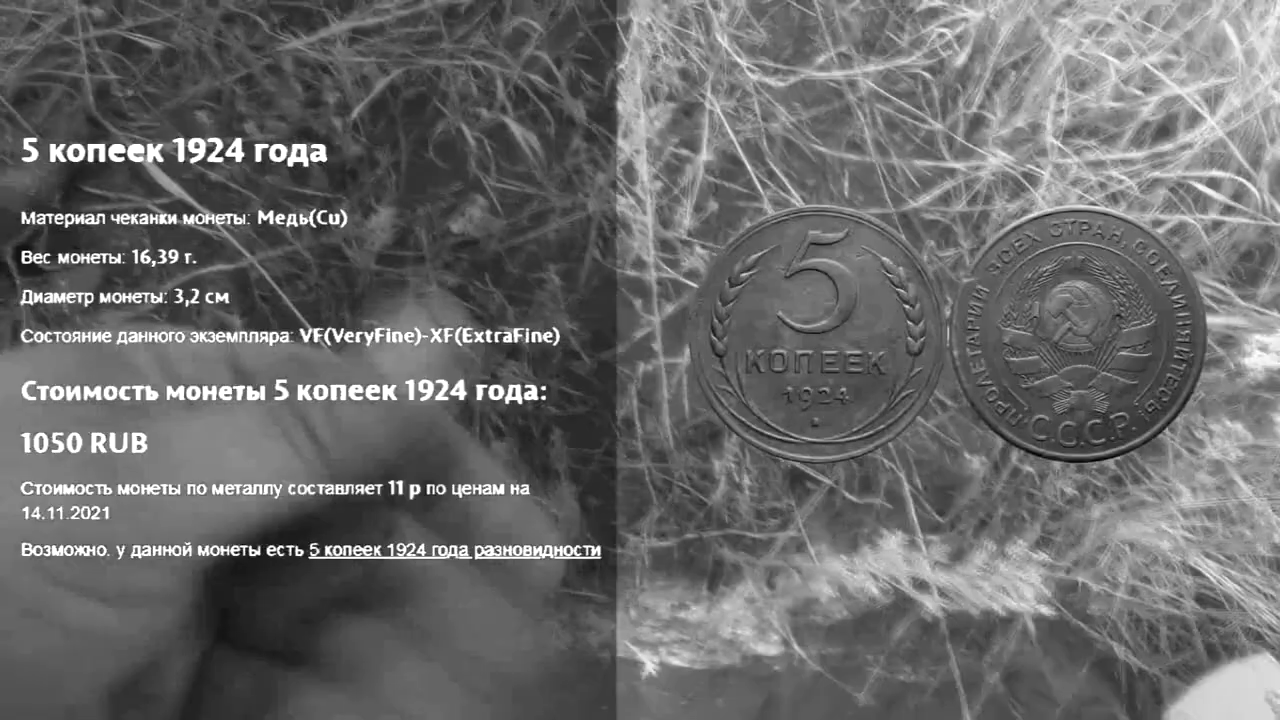 5 копеек 1924 года
Материал чеканки монеты: Медь(Cu)
Вес монеты: 16,39 г.
Диаметр монеты: 3,2 см
Состояние данного экземпляра: VF(VeryFine)-XF(ExtraFine)
Стоимость монеты 5 копеек 1924 года:
1050 RUB
Стоимость монеты по металлу составляет 11 р по ценам на
14.11.2021
Возможно. у данной монеты есть 5 копеек 1924 года разновидности
5
КОПЕЕК
1924
ПРОЛЕТАРИИ ВСЕХ СТРАН, СОЕДИНЯЙТЕСЬ!
С.С.С.Р.